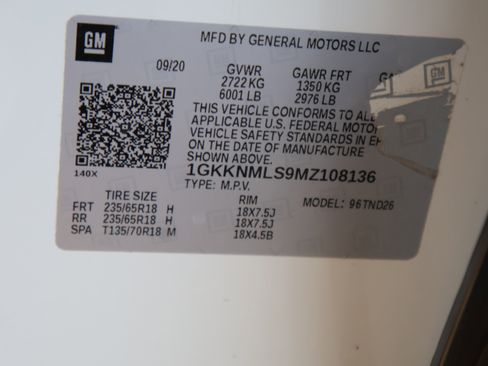 GM
MFD BY GENERAL MOTORS LLC
09/20 GVWR GAWR FRT
2722 KG 1350 KG
6001 LB 2976 LB
THIS VEHICLE CONFORMS TO ALL
APPLICABLE U.S. FEDERAL MOTOR
VEHICLE SAFETY STANDARDS IN
ON THE DATE OF MANUFACTURE
SHOWN ABOVE.
140X 1GKKNMLS9MZ108136
TYPE: M.P.V.
TIRE SIZE RIM MODEL: 96TND26
FRT 235/65R18 H 18X7.5J
RR 235/65R18 H 18X7.5J
SPA T135/70R18 M 18X4.5B